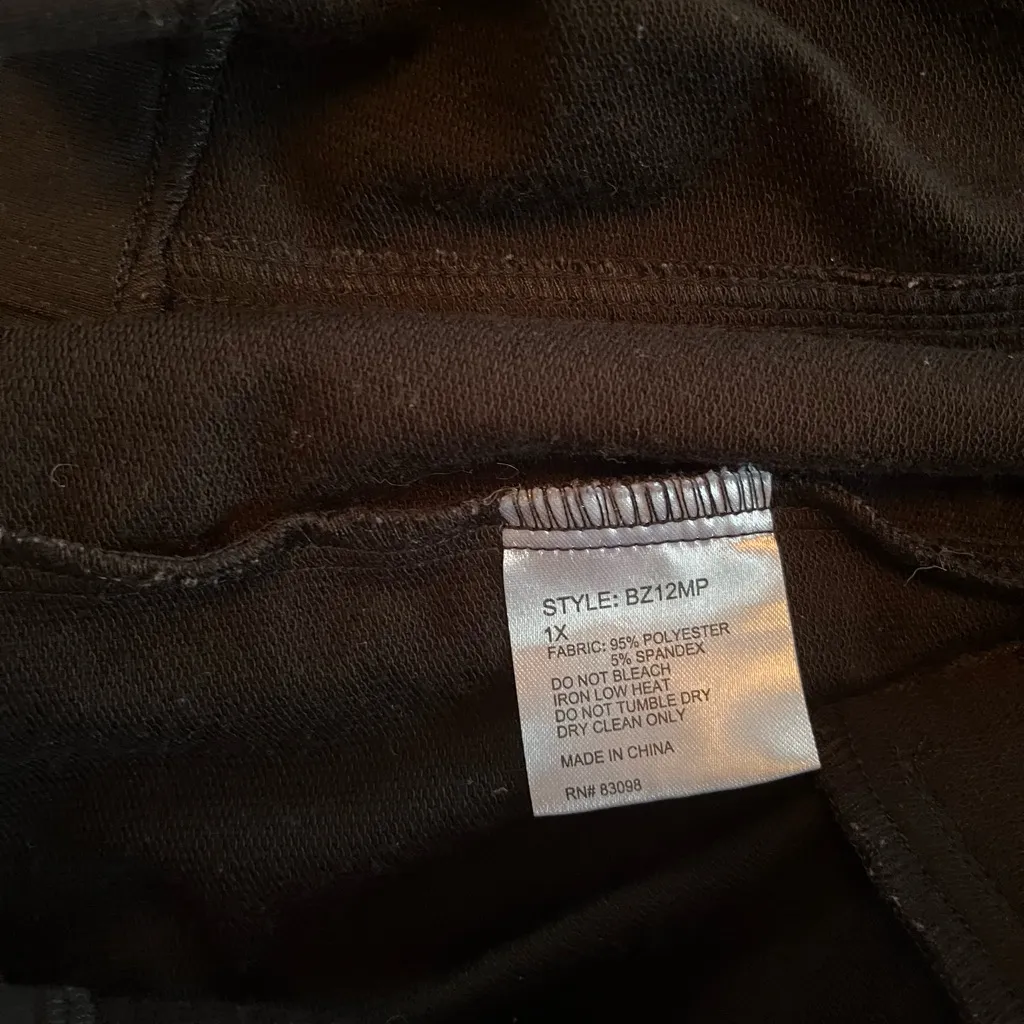 STYLE: BZ12MP
1X
FABRIC: 95% POLYESTER
5% SPANDEX
DO NOT BLEACH
IRON LOW HEAT
DO NOT TUMBLE DRY
DRY CLEAN ONLY
MADE IN CHINA
RN# 83098